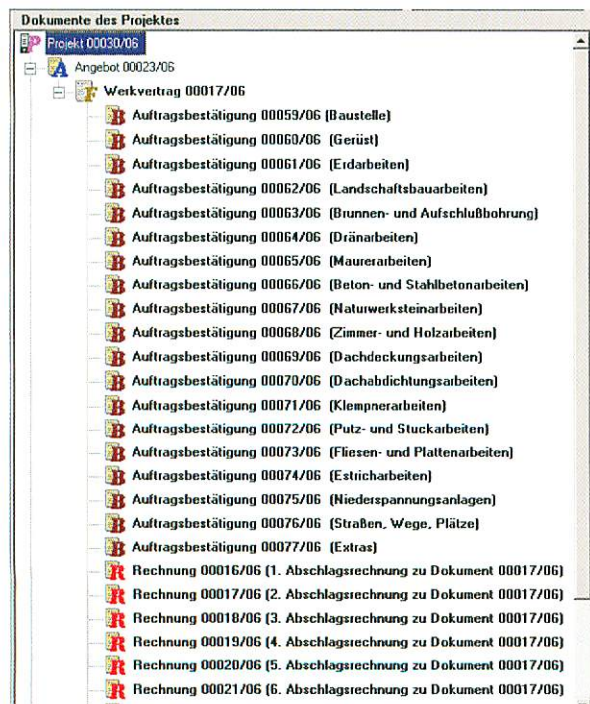 Dokumente des Projektes
Projekt 00030/06
Angebot 00023/06
Werkvertrag 00017/06
Auftragsbestätigung 00059/06 (Baustelle)
Auftragsbestätigung 00060/06 (Gerüst)
Auftragsbestätigung 00061/06 (Erdarbeiten)
Auftragsbestätigung 00062/06 (Landschaftsbauarbeiten)
Auftragsbestätigung 00063/06 (Brunnen- und Aufschlußbohrung)
Auftragsbestätigung 00064/06 (Dränarbeiten)
Auftragsbestätigung 00065/06 (Maurerarbeiten)
Auftragsbestätigung 00066/06 (Beton- und Stahlbetonarbeiten)
Auftragsbestätigung 00067/06 (Naturwerksteinarbeiten)
Auftragsbestätigung 00068/06 (Zimmer- und Holzarbeiten)
Auftragsbestätigung 00069/06 (Dachdeckungsarbeiten)
Auftragsbestätigung 00070/06 (Dachabdichtungsarbeiten)
Auftragsbestätigung 00071/06 (Klempnerarbeiten)
Auftragsbestätigung 00072/06 (Putz- und Stuckarbeiten)
Auftragsbestätigung 00073/06 (Fliesen- und Plattenarbeiten)
Auftragsbestätigung 00074/06 (Estricharbeiten)
Auftragsbestätigung 00075/06 (Niederspannungsanlagen)
Auftragsbestätigung 00076/06 (Straßen, Wege, Plätze)
Auftragsbestätigung 00077/06 (Extras)
Rechnung 00016/06 (1. Abschlagsrechnung zu Dokument 00017/06)
Rechnung 00017/06 (2. Abschlagsrechnung zu Dokument 00017/06)
Rechnung 00018/06 (3. Abschlagsrechnung zu Dokument 00017/06)
Rechnung 00019/06 (4. Abschlagsrechnung zu Dokument 00017/06)
Rechnung 00020/06 (5. Abschlagsrechnung zu Dokument 00017/06)
Rechnung 00021/06 (6. Abschlagsrechnung zu Dokument 00017/06)